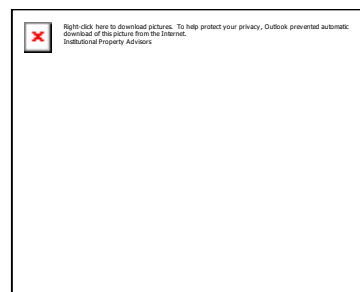 Right-click here to download pictures.  To help protect your privacy, Outlook prevented automatic
download of this picture from the Internet.
Institutional Property Advisors